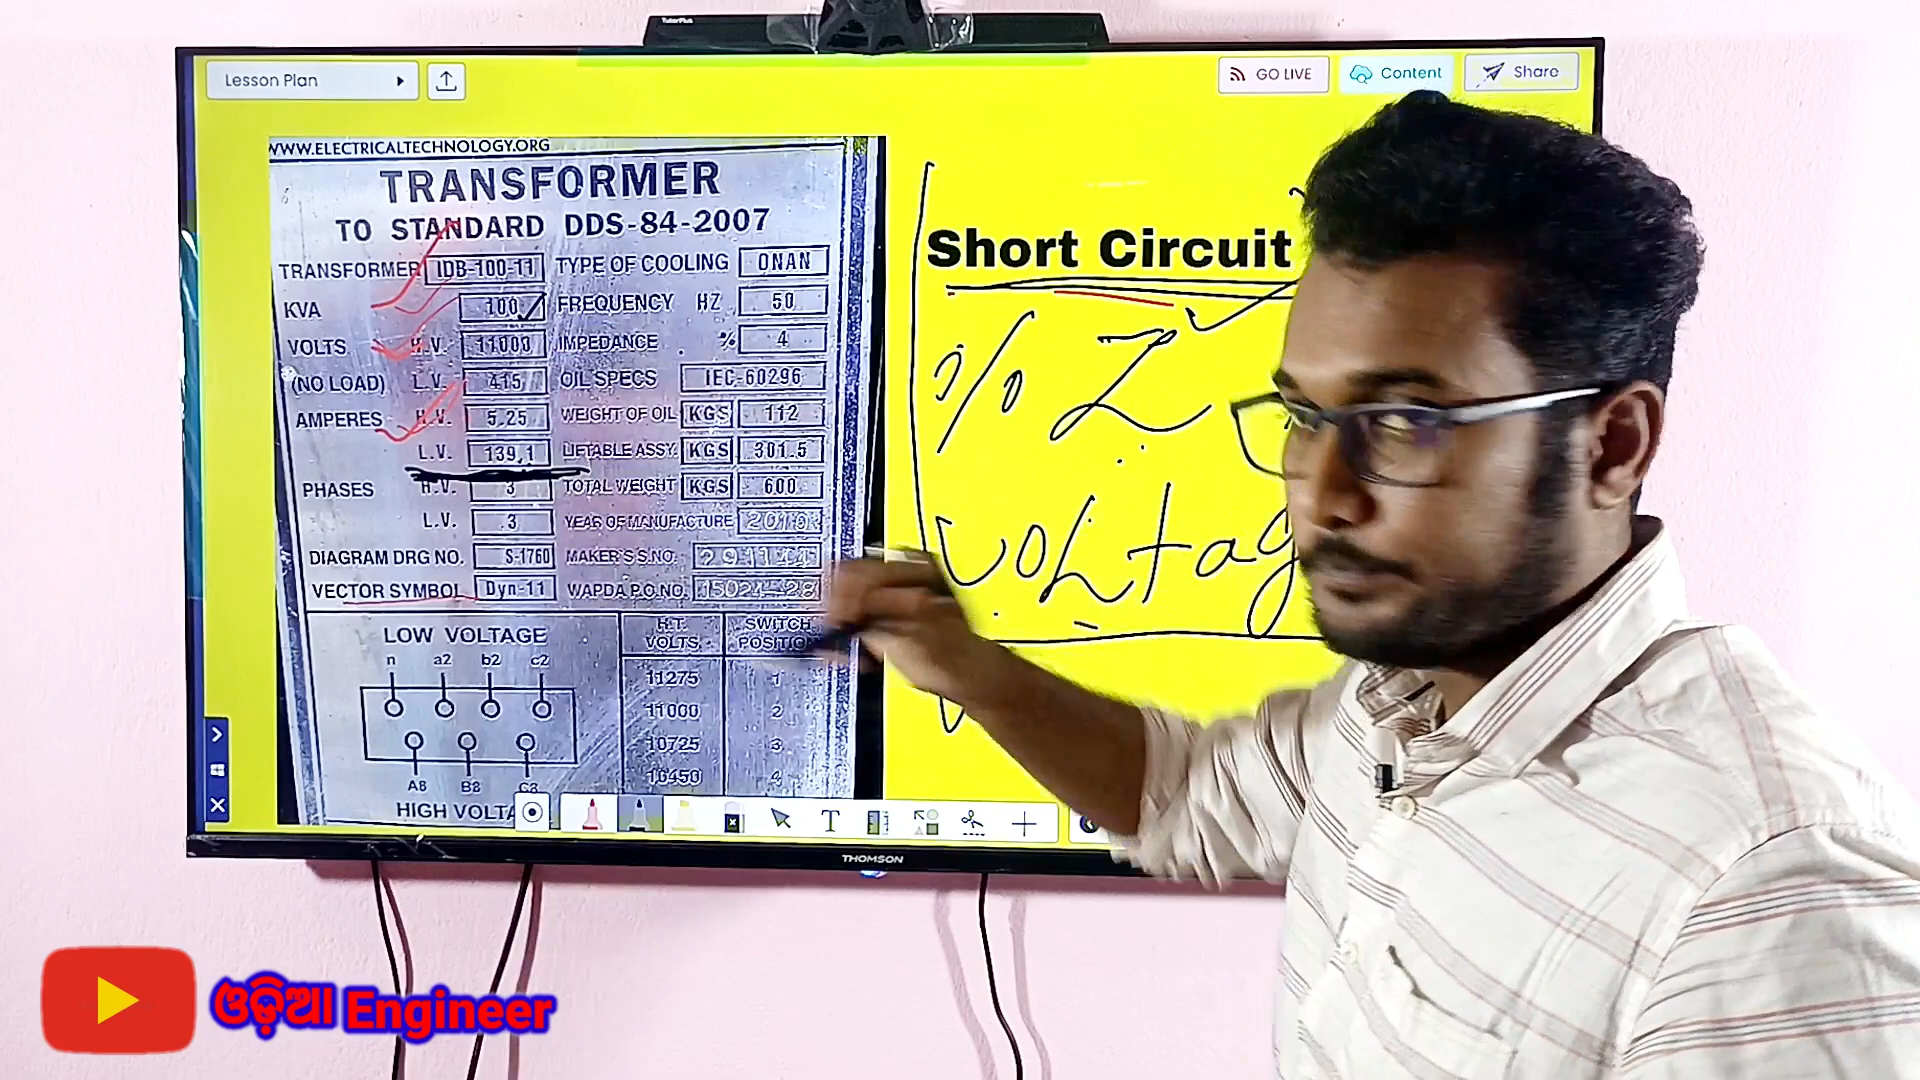 TutorPlus
Lesson Plan
GO LIVE
Content
Share
WWW.ELECTRICALTECHNOLOGY.ORG
TRANSFORMER
TO STANDARD DDS-84-2007
TRANSFORMER IDB-100-11 TYPE OF COOLING ONAN
KVA 100 FREQUENCY HZ 50
VOLTS H.V. 11000 IMPEDANCE % 4
(NO LOAD) L.V. 415 OIL SPECS IEC-60296
AMPERES H.V. 5.25 WEIGHT OF OIL KGS 112
L.V. 139.1 LIFTABLE ASSY. KGS 301.5
PHASES H.V. 3 TOTAL WEIGHT KGS 600
L.V. 3 YEAR OF MANUFACTURE
DIAGRAM DRG NO. S-1760 MAKER'S S.NO.
VECTOR SYMBOL Dyn-11 WAPDA P.O.NO. 15024-28
LOW VOLTAGE
n a2 b2 c2
H.T. VOLTS
SWITCH POSITION
11275 1
11000 2
10725 3
10450 4
HIGH
Short Circuit
% Z
Voltag
THOMSON
ଓଡ଼ିଆ Engineer